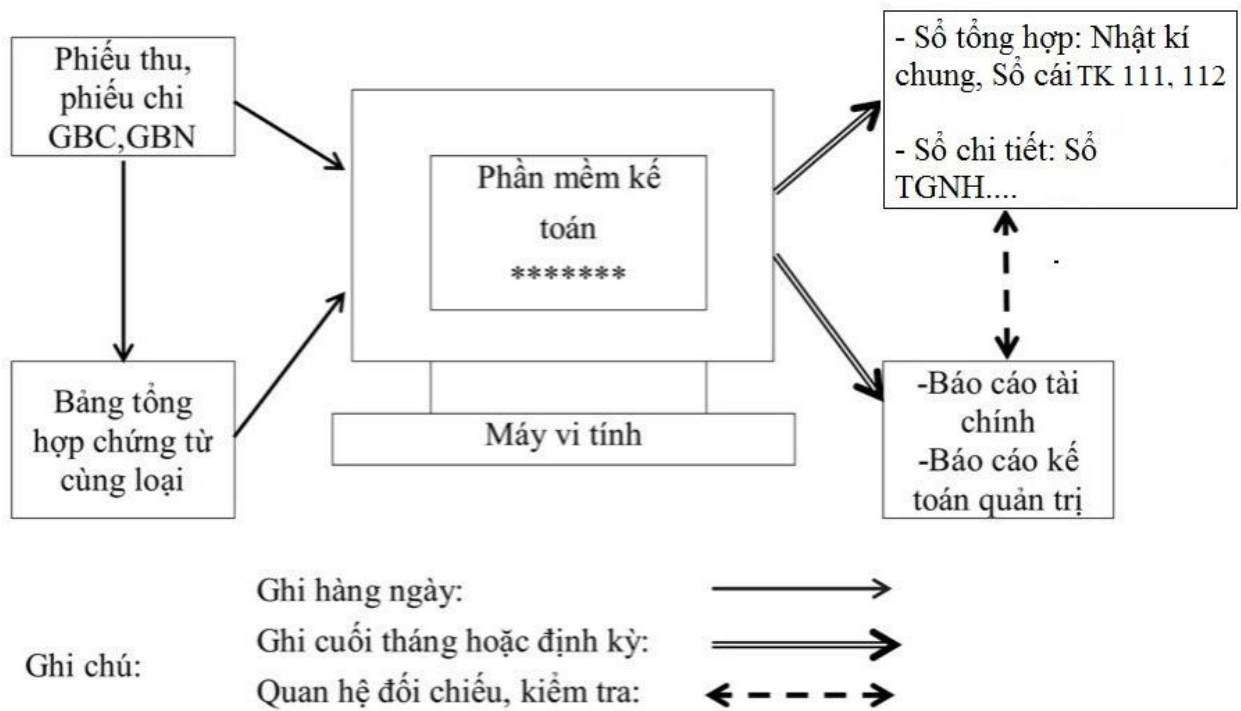 Phiếu thu,
phiếu chi
GBC,GBN
Bảng tổng
hợp chứng từ
cùng loại
Phần mềm kế
toán
*******
Máy vi tính
- Sổ tổng hợp: Nhật kí
chung, Sổ cái TK 111, 112
- Sổ chi tiết: Sổ
TGNH....
-Báo cáo tài
chính
-Báo cáo kế
toán quản trị
Ghi chú:
Ghi hàng ngày:
Ghi cuối tháng hoặc định kỳ:
Quan hệ đối chiếu, kiểm tra: